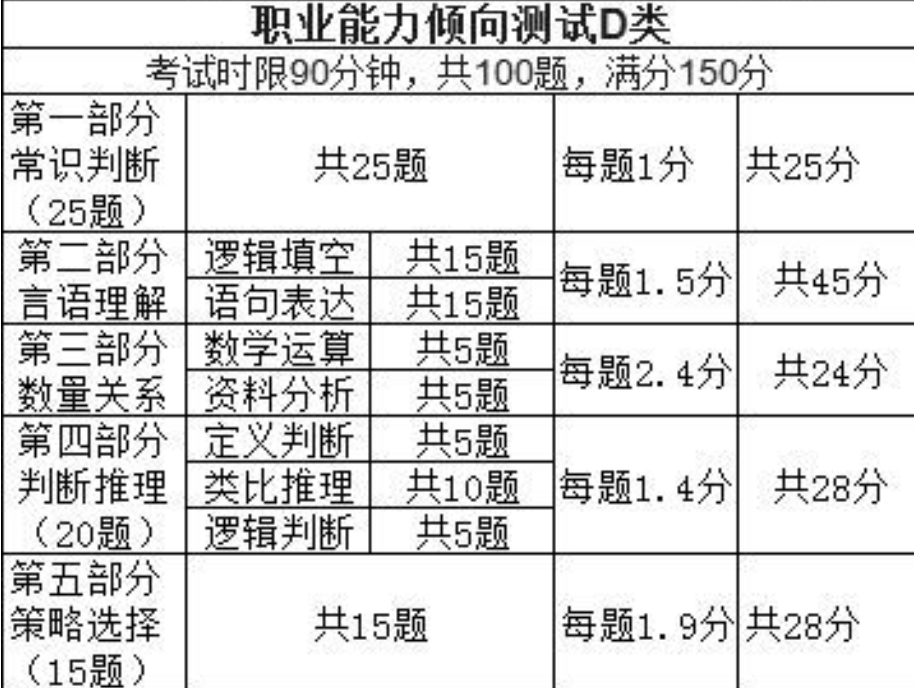 职业能力倾向测试D类
考试时限90分钟，共100题，满分150分
第一部分
常识判断
（25题）
共25题
每题1分
共25分
第二部分
言语理解
逻辑填空
共15题
语句表达
共15题
每题1.5分
共45分
第三部分
数量关系
数学运算
共5题
资料分析
共5题
每题2.4分
共24分
第四部分
判断推理
（20题）
定义判断
共5题
类比推理
共10题
逻辑判断
共5题
每题1.4分
共28分
第五部分
策略选择
（15题）
共15题
每题1.9分
共28分